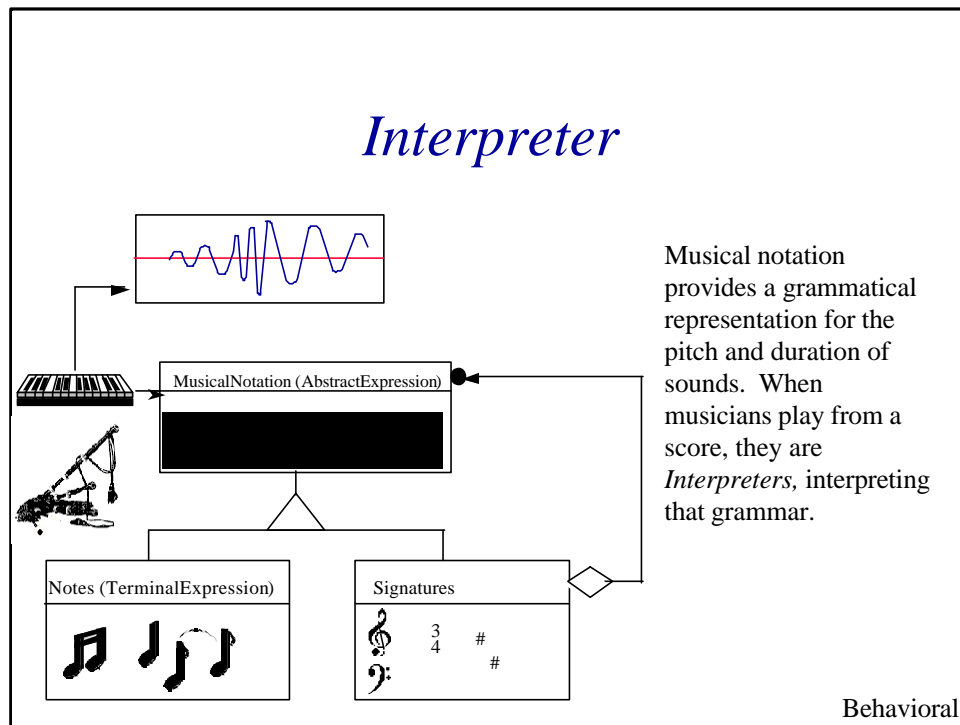 Interpreter
MusicalNotation (AbstractExpression)
Notes (TerminalExpression)
Signatures
3
4
#
#
Musical notation
provides a grammatical
representation for the
pitch and duration of
sounds.  When
musicians play from a
score, they are
Interpreters, interpreting
that grammar.
Behavioral